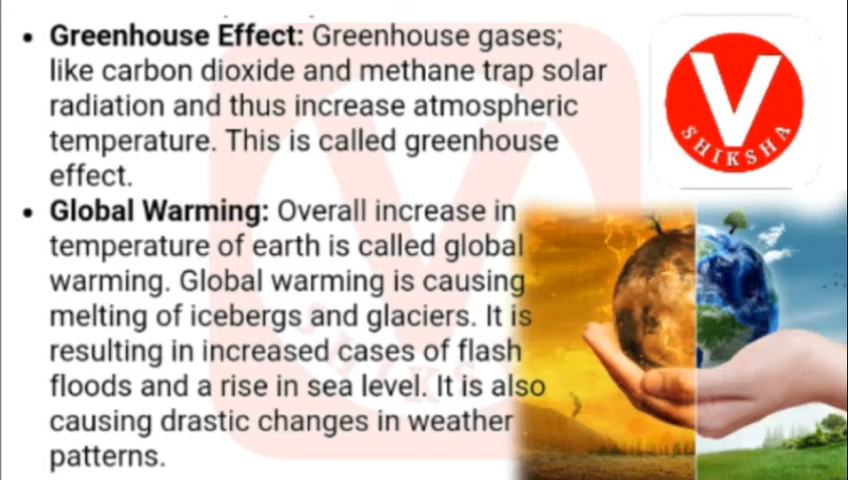 Greenhouse Effect: Greenhouse gases;
like carbon dioxide and methane trap solar
radiation and thus increase atmospheric
temperature. This is called greenhouse
effect.
Global Warming: Overall increase in
temperature of earth is called global
warming. Global warming is causing
melting of icebergs and glaciers. It is
resulting in increased cases of flash
floods and a rise in sea level. It is also
causing drastic changes in weather
patterns.
V
SHIKSHA